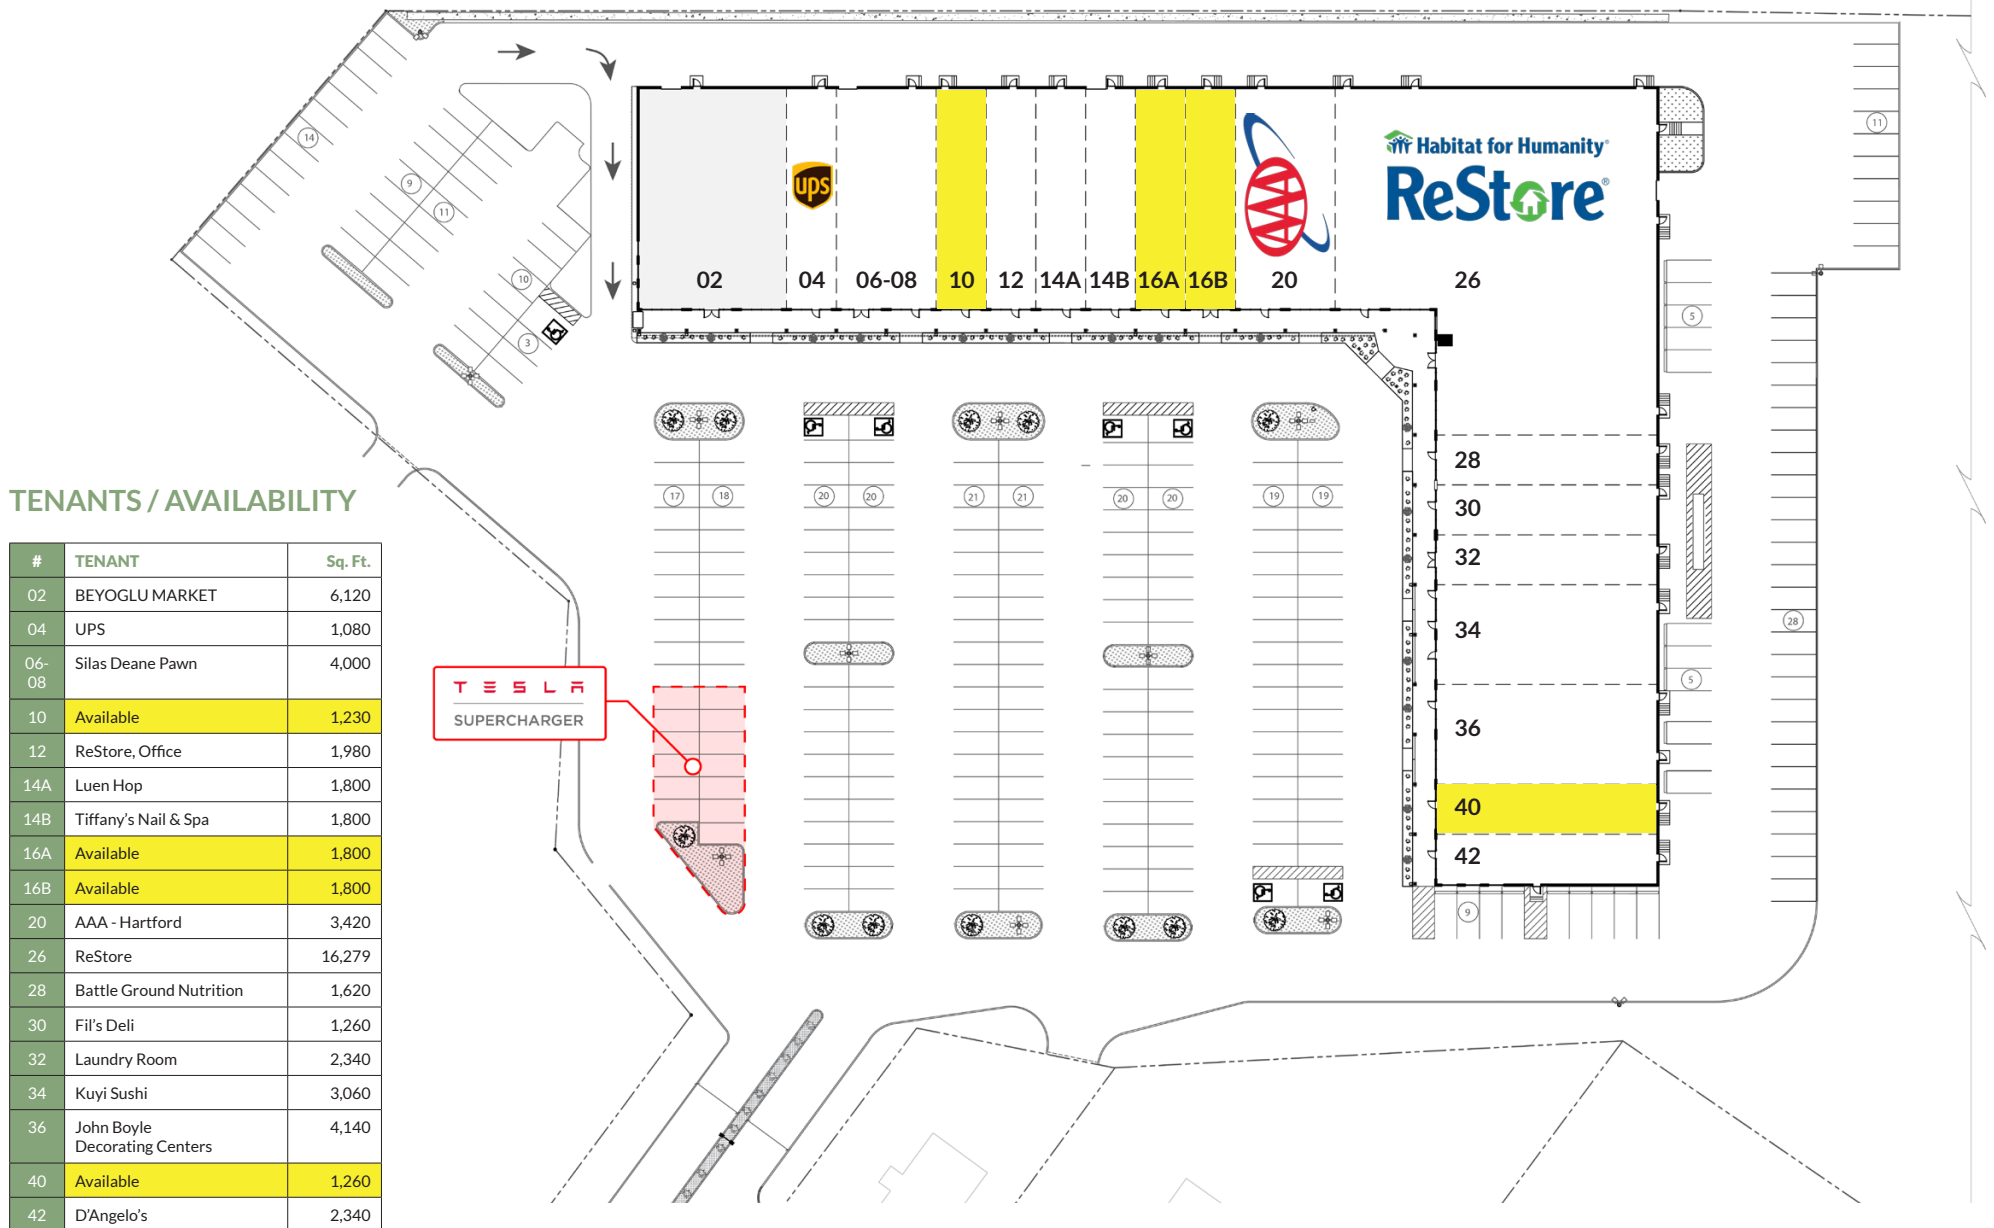 14
9
11
10
3
ups
AAA
Habitat for Humanity®
ReStore®
11
02
04
06-08
10
12
14A
14B
16A
16B
20
26
5
17
18
20
20
21
21
20
20
19
19
28
30
32
34
36
40
42
28
5
9
TESLA
SUPERCHARGER
TENANTS / AVAILABILITY
# TENANT Sq. Ft.
02 BEYOGLU MARKET 6,120
04 UPS 1,080
06- Silas Deane Pawn 4,000
08
10 Available 1,230
12 ReStore, Office 1,980
14A Luen Hop 1,800
14B Tiffany's Nail & Spa 1,800
16A Available 1,800
16B Available 1,800
20 AAA - Hartford 3,420
26 ReStore 16,279
28 Battle Ground Nutrition 1,620
30 Fil's Deli 1,260
32 Laundry Room 2,340
34 Kuyi Sushi 3,060
36 John Boyle 4,140
Decorating Centers
40 Available 1,260
42 D'Angelo's 2,340